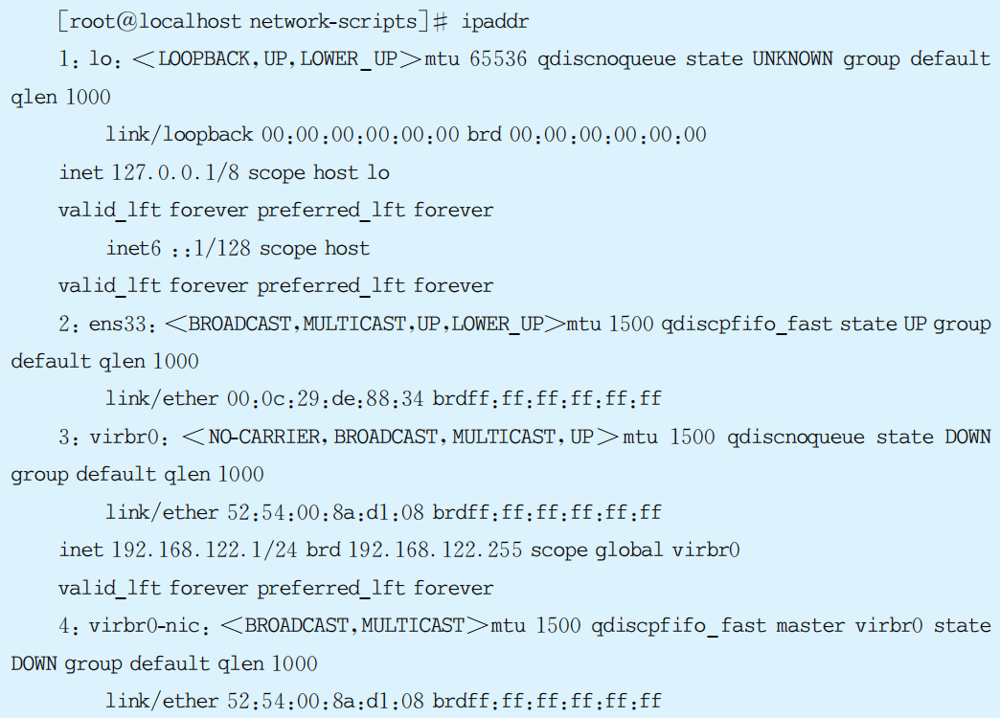 [root@localhost network-scripts]# ipaddr
1: lo: <LOOPBACK,UP,LOWER_UP>mtu 65536 qdiscnoqueue state UNKNOWN group default
qlen 1000
link/loopback 00:00:00:00:00:00 brd 00:00:00:00:00:00
inet 127.0.0.1/8 scope host lo
valid_lft forever preferred_lft forever
inet6 ::1/128 scope host
valid_lft forever preferred_lft forever
2: ens33: <BROADCAST,MULTICAST,UP,LOWER_UP>mtu 1500 qdiscpfifo_fast state UP group
default qlen 1000
link/ether 00:0c:29:de:88:34 brdff:ff:ff:ff:ff:ff
3: virbr0: <NO-CARRIER,BROADCAST,MULTICAST,UP>mtu 1500 qdiscnoqueue state DOWN
group default qlen 1000
link/ether 52:54:00:8a:d1:08 brdff:ff:ff:ff:ff:ff
inet 192.168.122.1/24 brd 192.168.122.255 scope global virbr0
valid_lft forever preferred_lft forever
4: virbr0-nic: <BROADCAST,MULTICAST>mtu 1500 qdiscpfifo_fast master virbr0 state
DOWN group default qlen 1000
link/ether 52:54:00:8a:d1:08 brdff:ff:ff:ff:ff:ff